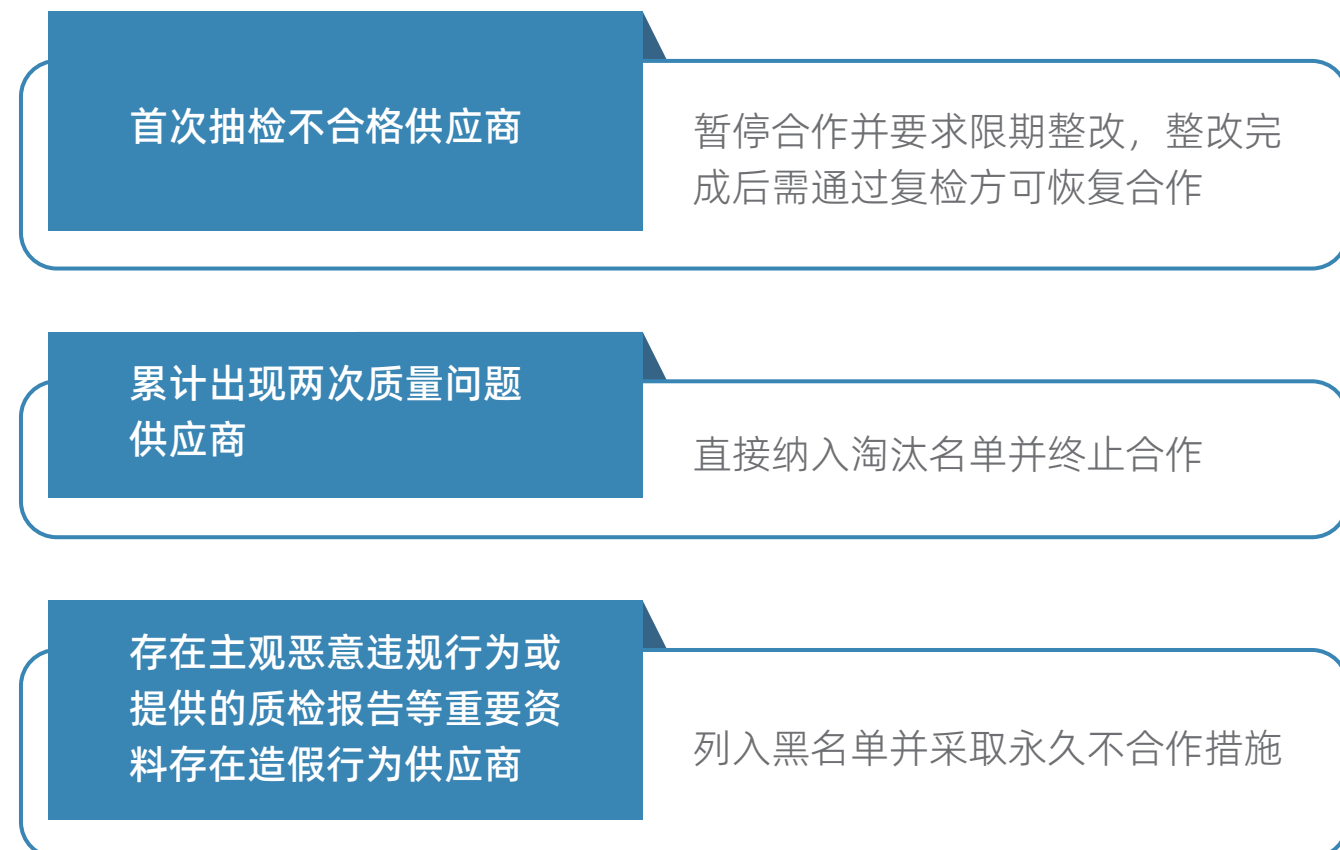 首次抽检不合格供应商
暂停合作并要求限期整改，整改完
成后需通过复检方可恢复合作
累计出现两次质量问题
供应商
直接纳入淘汰名单并终止合作
存在主观恶意违规行为或
提供的质检报告等重要资
料存在造假行为供应商
列入黑名单并采取永久不合作措施